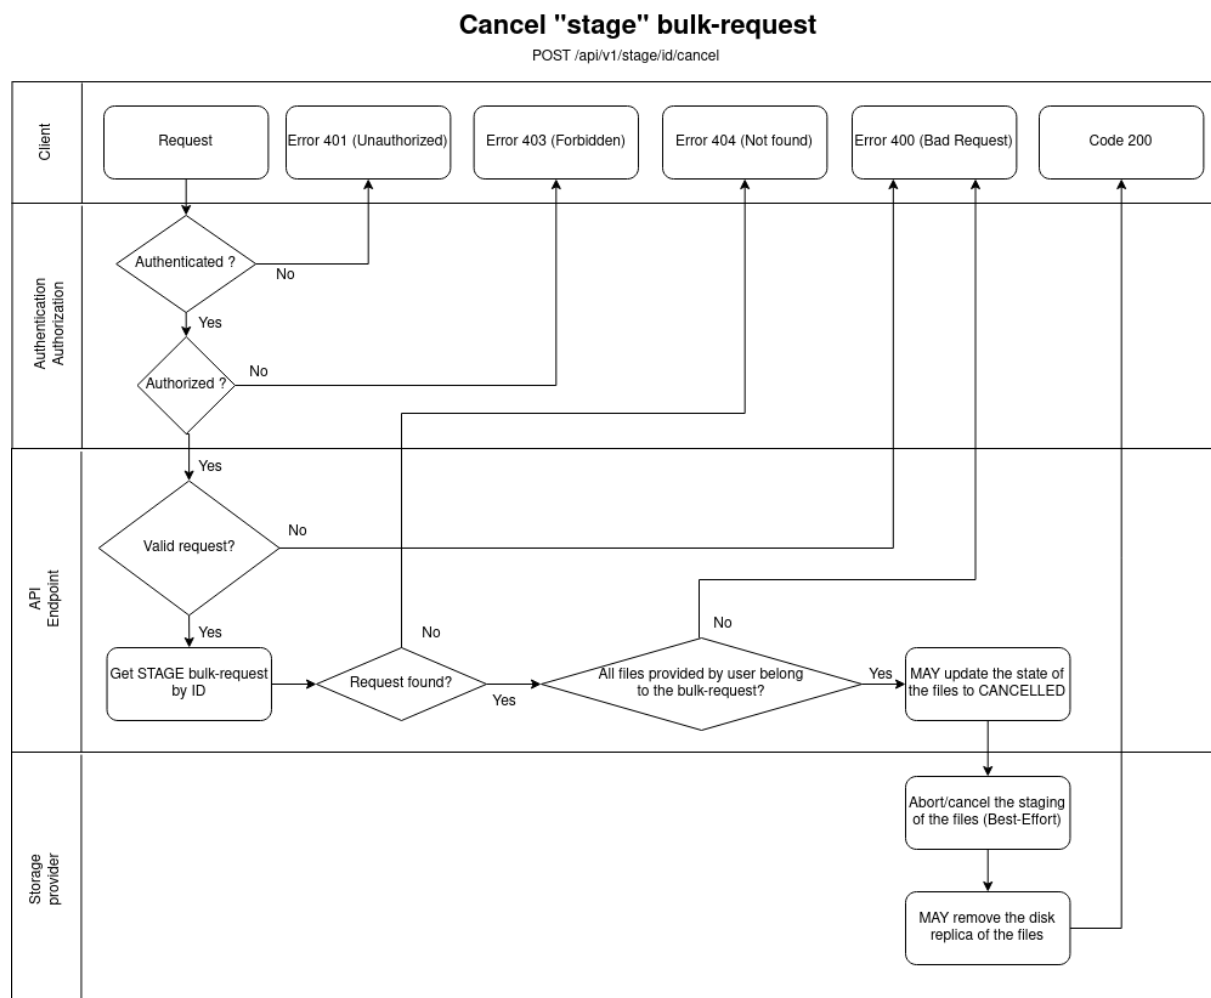 Cancel "stage" bulk-request
POST /api/v1/stage/id/cancel
Client
Request
Error 401 (Unauthorized)
Error 403 (Forbidden)
Error 404 (Not found)
Error 400 (Bad Request)
Code 200
Authentication
Authorization
Authenticated ?
No
Yes
Authorized ?
No
Yes
API
Endpoint
Valid request?
No
Yes
Get STAGE bulk-request
by ID
Request found?
No
Yes
All files provided by user belong
to the bulk-request?
No
Yes
MAY update the state of
the files to CANCELLED
Storage
provider
Abort/cancel the staging
of the files (Best-Effort)
MAY remove the disk
replica of the files